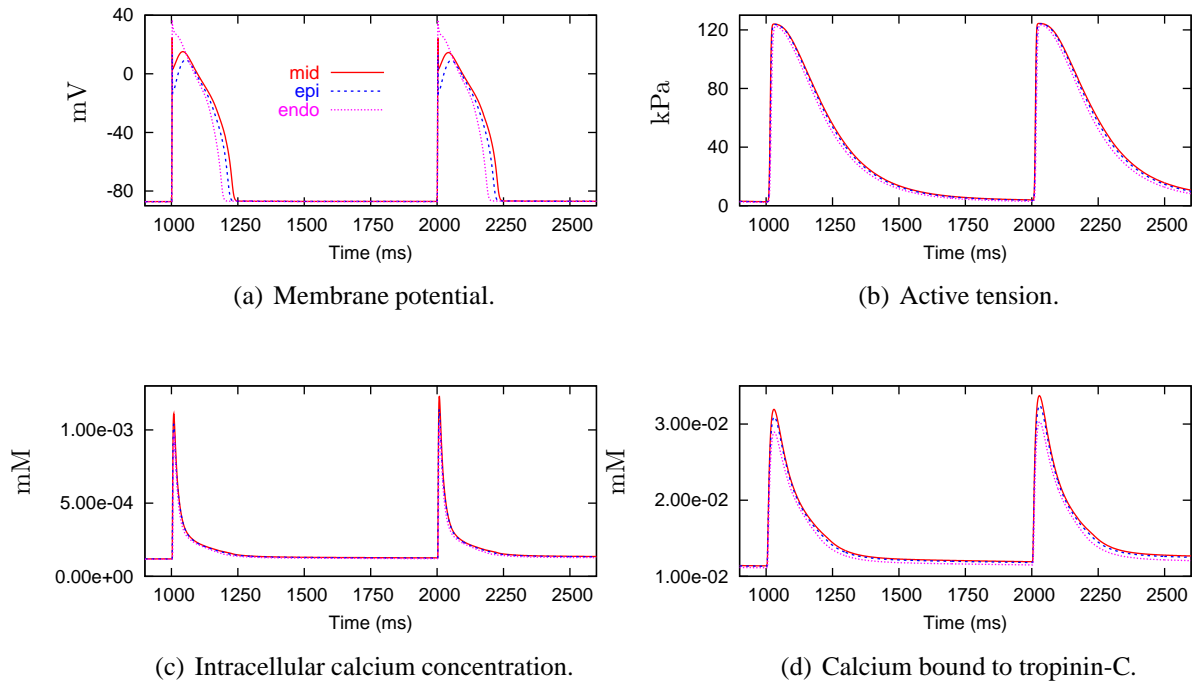 40
0
-40
-80
mV
mid
epi
endo
1000 1250 1500 1750 2000 2250 2500
Time (ms)
(a) Membrane potential.
120
80
40
0
kPa
1000 1250 1500 1750 2000 2250 2500
Time (ms)
(b) Active tension.
1.00e-03
5.00e-04
0.00e+00
mM
1000 1250 1500 1750 2000 2250 2500
Time (ms)
(c) Intracellular calcium concentration.
3.00e-02
2.00e-02
1.00e-02
mM
1000 1250 1500 1750 2000 2250 2500
Time (ms)
(d) Calcium bound to tropinin-C.